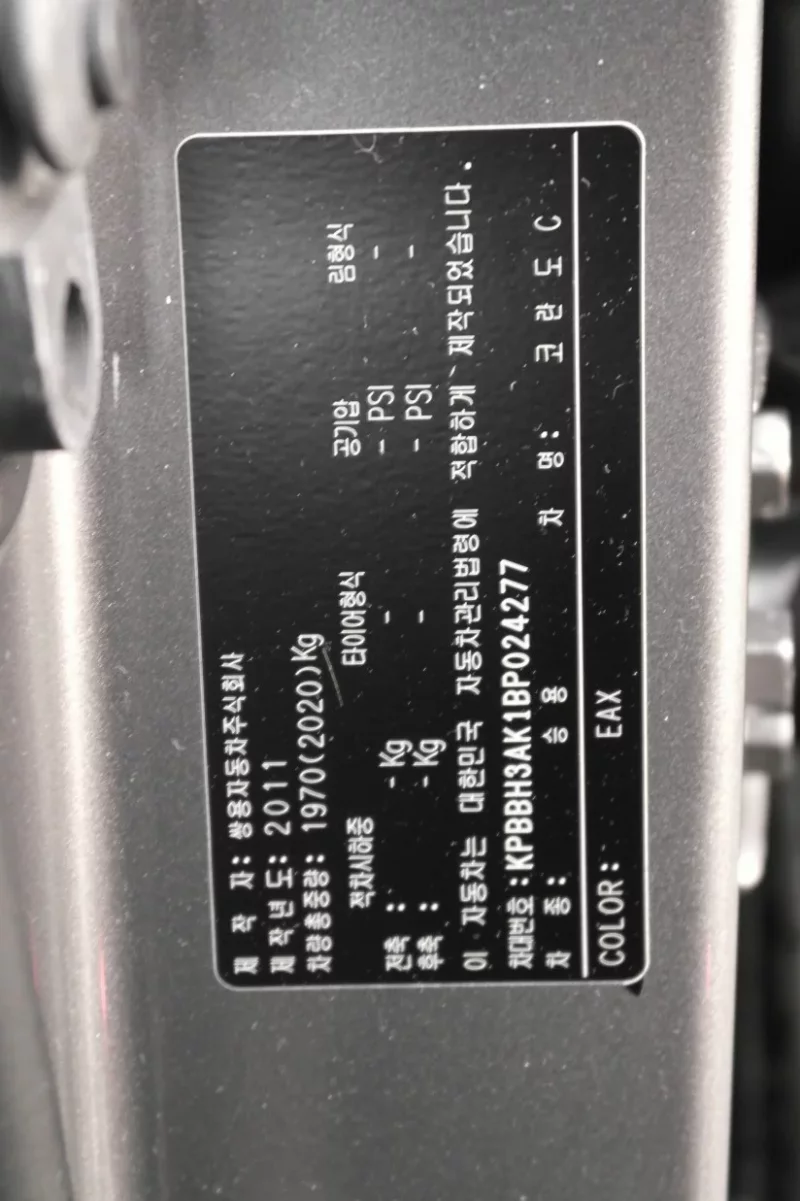 제 작 자: 쌍용자동차주식회사
제 작 년 도: 2011
차량총중량: 1970(2020)Kg
적차시하중 타이어형식 공기압 림형식
전축 : - Kg - - PSI -
후축 : - Kg - - PSI -
이 자동차는 대한민국 자동차관리법령에 적합하게 제작되었습니다.
차대번호:KPBBH3AK1BP024277
차 종: 승 용 차 명: 코 란 도 C
COLOR: EAX